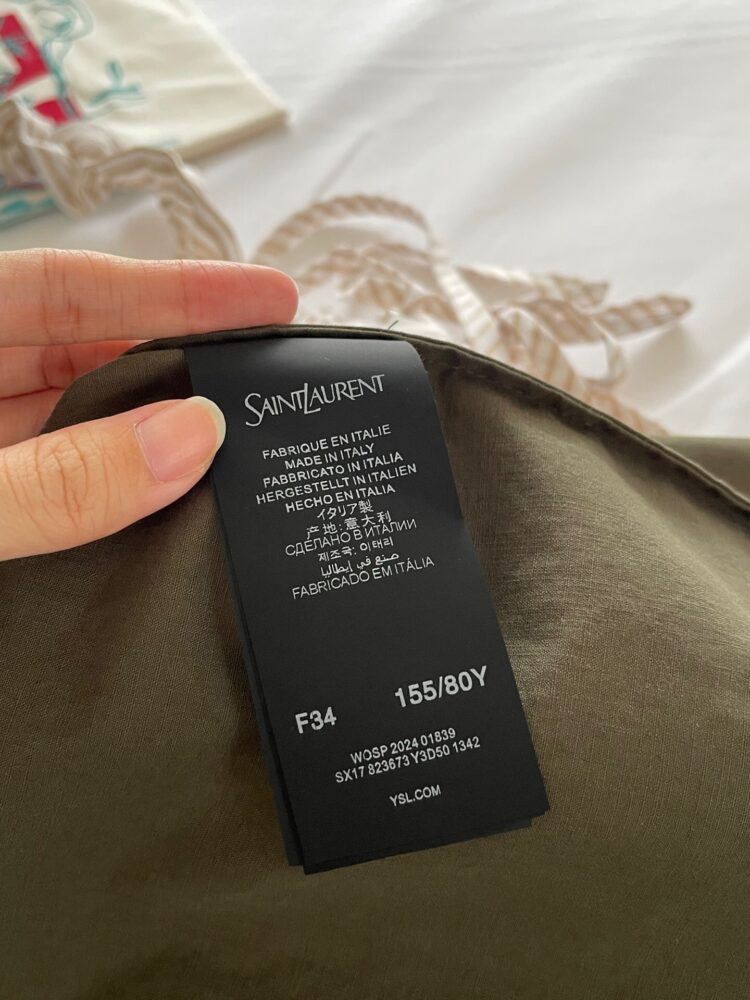 SAINT LAURENT
FABRIQUE EN ITALIE
MADE IN ITALY
FABBRICATO IN ITALIA
HERGESTELLT IN ITALIEN
HECHO EN ITALIA
イタリア製
产地:意大利
СДЕЛАНО В ИТАЛИИ
제조국: 이태리
صنع في إيطاليا
FABRICADO EM ITÁLIA
F34 155/80Y
WOSP 2024 01839
SX17 823673 Y3D50 1342
YSL.COM